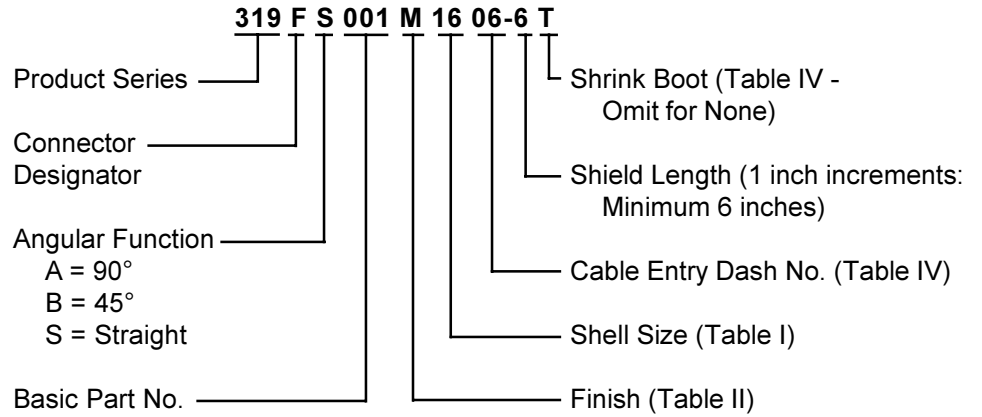 319 F S 001 M 16 06-6 T
Product Series
Connector
Designator
Angular Function
A = 90°
B = 45°
S = Straight
Basic Part No.
Shrink Boot (Table IV -
Omit for None)
Shield Length (1 inch increments:
Minimum 6 inches)
Cable Entry Dash No. (Table IV)
Shell Size (Table I)
Finish (Table II)